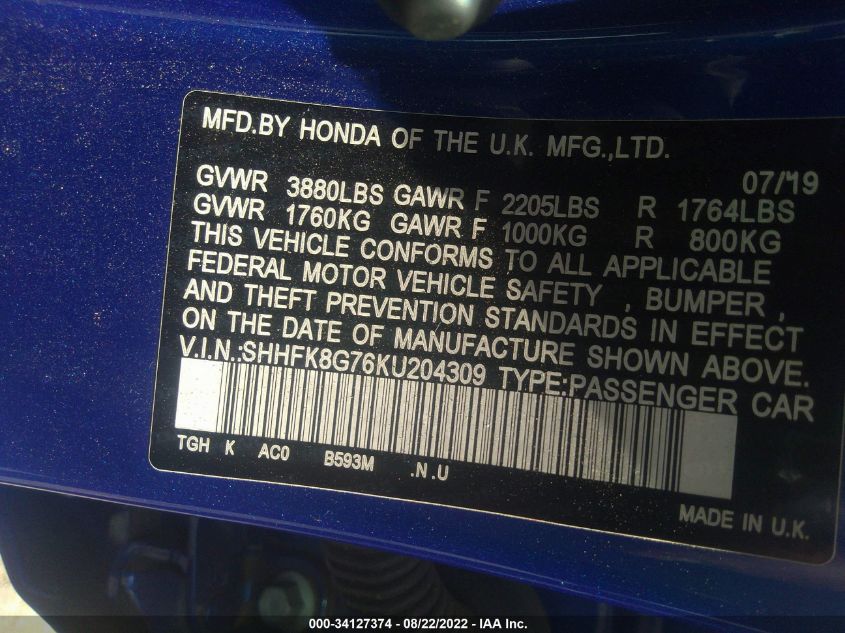 MFD.BY HONDA OF THE U.K. MFG.,LTD.
07/19
GVWR 3880LBS GAWR F 2205LBS R 1764LBS
GVWR 1760KG GAWR F 1000KG R 800KG
THIS VEHICLE CONFORMS TO ALL APPLICABLE
FEDERAL MOTOR VEHICLE SAFETY , BUMPER ,
AND THEFT PREVENTION STANDARDS IN EFFECT
ON THE DATE OF MANUFACTURE SHOWN ABOVE.
V.I.N.:SHHFK8G76KU204309 TYPE:PASSENGER CAR
TGH K AC0 B593M .N.U
MADE IN U.K.
000-34127374 - 08/22/2022 - IAA Inc.